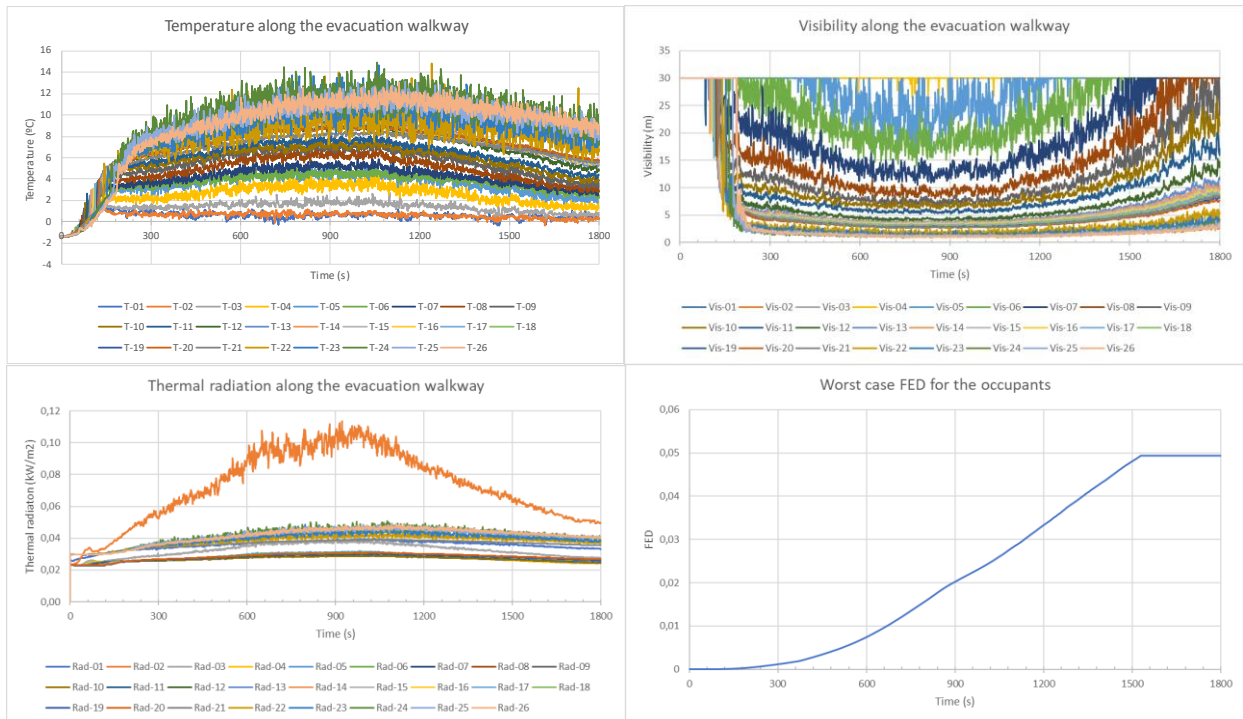 Temperature along the evacuation walkway
16
14
12
10
8
6
4
2
0
-2
-4
Temperature (ºC)
0 300 600 900 1200 1500 1800
Time (s)
T-01 T-02 T-03 T-04 T-05 T-06 T-07 T-08 T-09
T-10 T-11 T-12 T-13 T-14 T-15 T-16 T-17 T-18
T-19 T-20 T-21 T-22 T-23 T-24 T-25 T-26
Visibility along the evacuation walkway
35
30
25
20
15
10
5
0
Visibility (m)
0 300 600 900 1200 1500 1800
Time (s)
Vis-01 Vis-02 Vis-03 Vis-04 Vis-05 Vis-06 Vis-07 Vis-08 Vis-09
Vis-10 Vis-11 Vis-12 Vis-13 Vis-14 Vis-15 Vis-16 Vis-17 Vis-18
Vis-19 Vis-20 Vis-21 Vis-22 Vis-23 Vis-24 Vis-25 Vis-26
Thermal radiation along the evacuation walkway
0,12
0,10
0,08
0,06
0,04
0,02
0,00
Thermal radiaton (kW/m2)
0 300 600 900 1200 1500 1800
Time (s)
Rad-01 Rad-02 Rad-03 Rad-04 Rad-05 Rad-06 Rad-07 Rad-08 Rad-09
Rad-10 Rad-11 Rad-12 Rad-13 Rad-14 Rad-15 Rad-16 Rad-17 Rad-18
Rad-19 Rad-20 Rad-21 Rad-22 Rad-23 Rad-24 Rad-25 Rad-26
Worst case FED for the occupants
0,06
0,05
0,04
0,03
0,02
0,01
0
FED
0 300 600 900 1200 1500 1800
Time (s)